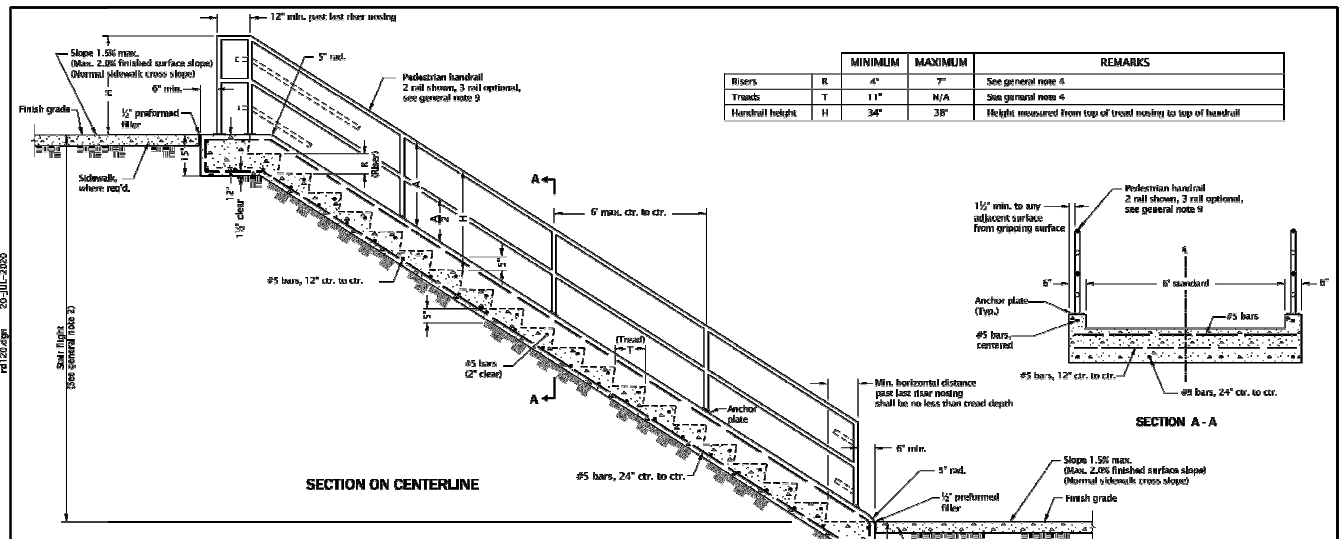 12" min. past last riser nosing
Slope 1.5% max.
(Max. 2.0% finished surface slope)
(Normal sidewalk cross slope)
6" min.
5" rad.
Pedestrian handrail
2 rail shown, 3 rail optional,
see general note 9
H
Finish grade
½" preformed
filler
Sidewalk,
where req'd.
15"
12"
1½" clear
R
(Riser)
H
5"
5"
MINIMUM MAXIMUM REMARKS
Risers R 4" 7" See general note 4
Treads T 11" N/A See general note 4
Handrail height H 34" 38" Height measured from top of tread nosing to top of handrail
A
6' max. ctr. to ctr.
#5 bars, 12" ctr. to ctr.
#5 bars
(2" clear)
(Tread)
T
A
Anchor
plate
Min. horizontal distance
past last riser nosing
shall be no less than tread depth
6" min.
5" rad.
½" preformed
filler
#5 bars, 24" ctr. to ctr.
SECTION ON CENTERLINE
Stair flight
(See general note 2)
rd120.dgn 20-JUL-2020
Pedestrian handrail
2 rail shown, 3 rail optional,
see general note 9
1½" min. to any
adjacent surface
from gripping surface
6" 6' standard 6"
Anchor plate
(Typ.)
#5 bars
#5 bars,
centered
#5 bars, 12" ctr. to ctr.
#5 bars, 24" ctr. to ctr.
SECTION A - A
Slope 1.5% max.
(Max. 2.0% finished surface slope)
(Normal sidewalk cross slope)
Finish grade